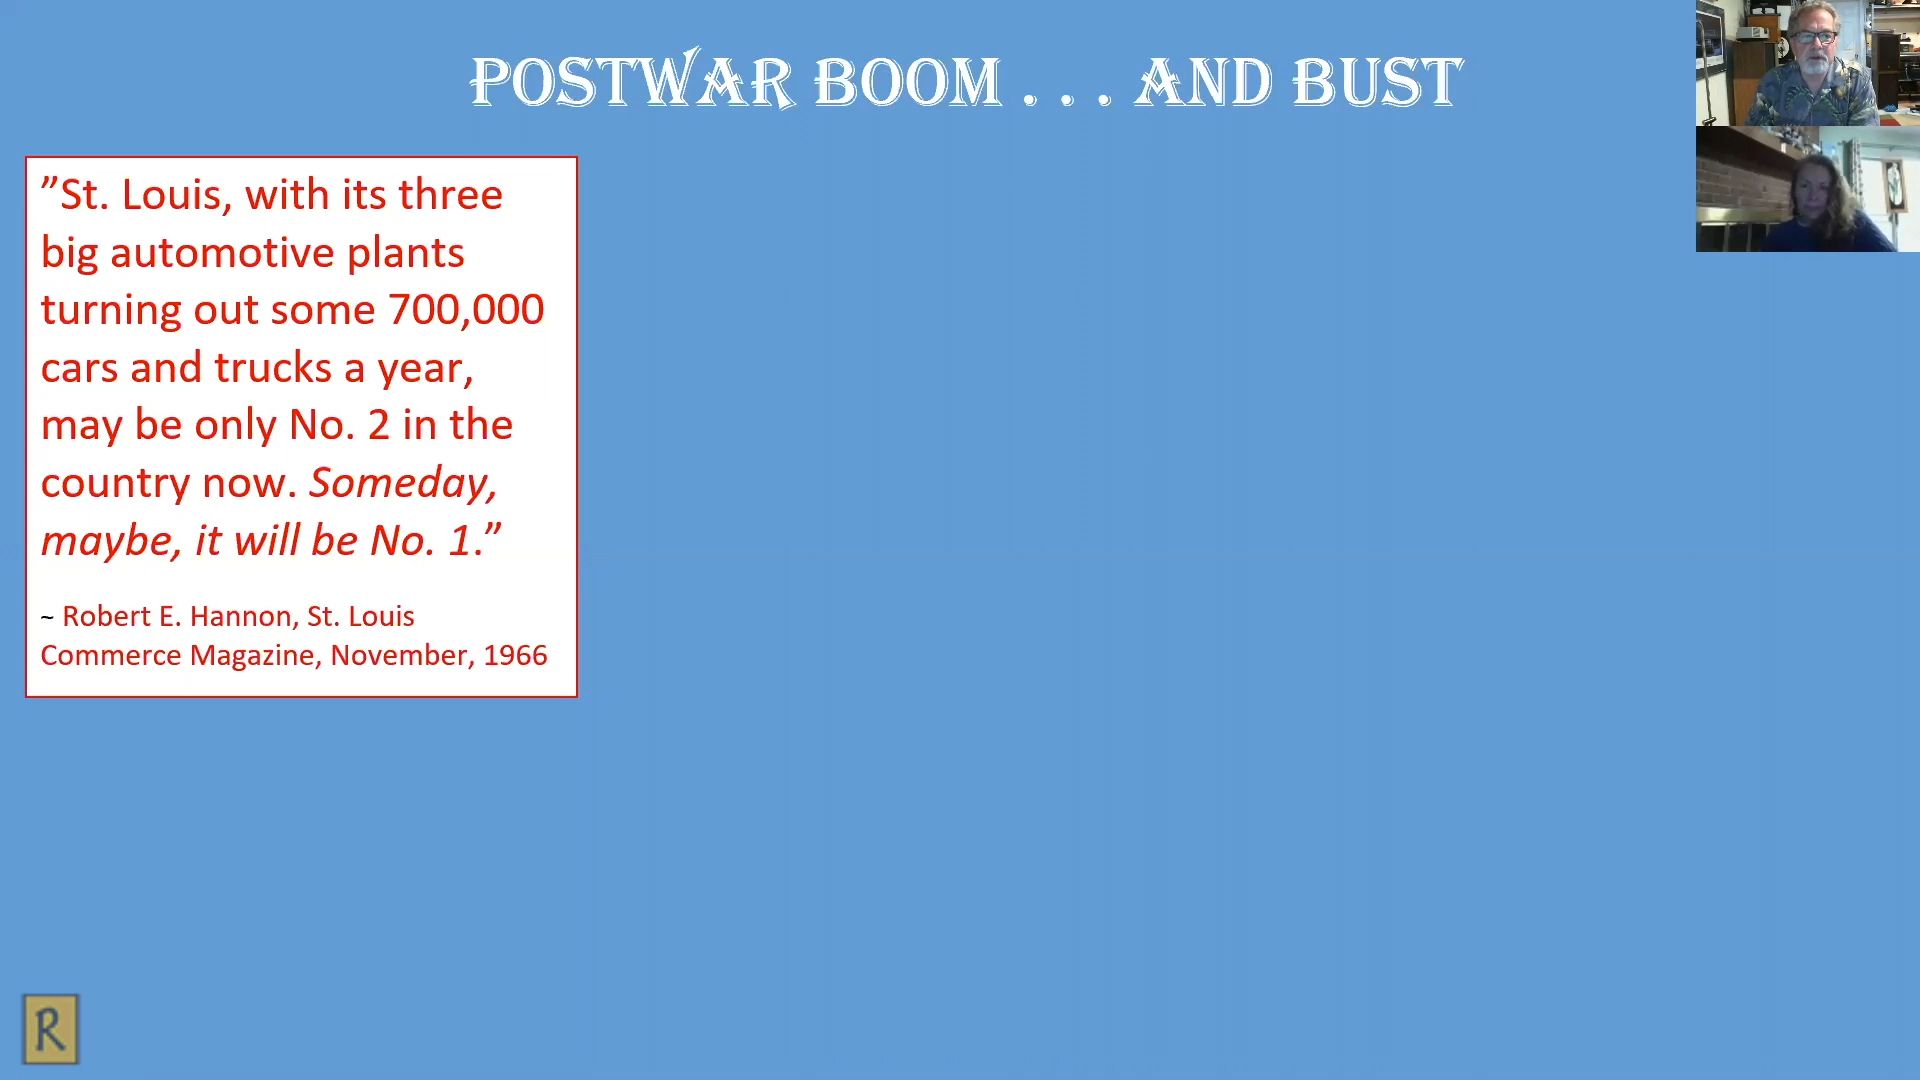 POSTWAR BOOM . . . AND BUST
”St. Louis, with its three
big automotive plants
turning out some 700,000
cars and trucks a year,
may be only No. 2 in the
country now. Someday,
maybe, it will be No. 1.”
~ Robert E. Hannon, St. Louis
Commerce Magazine, November, 1966
R